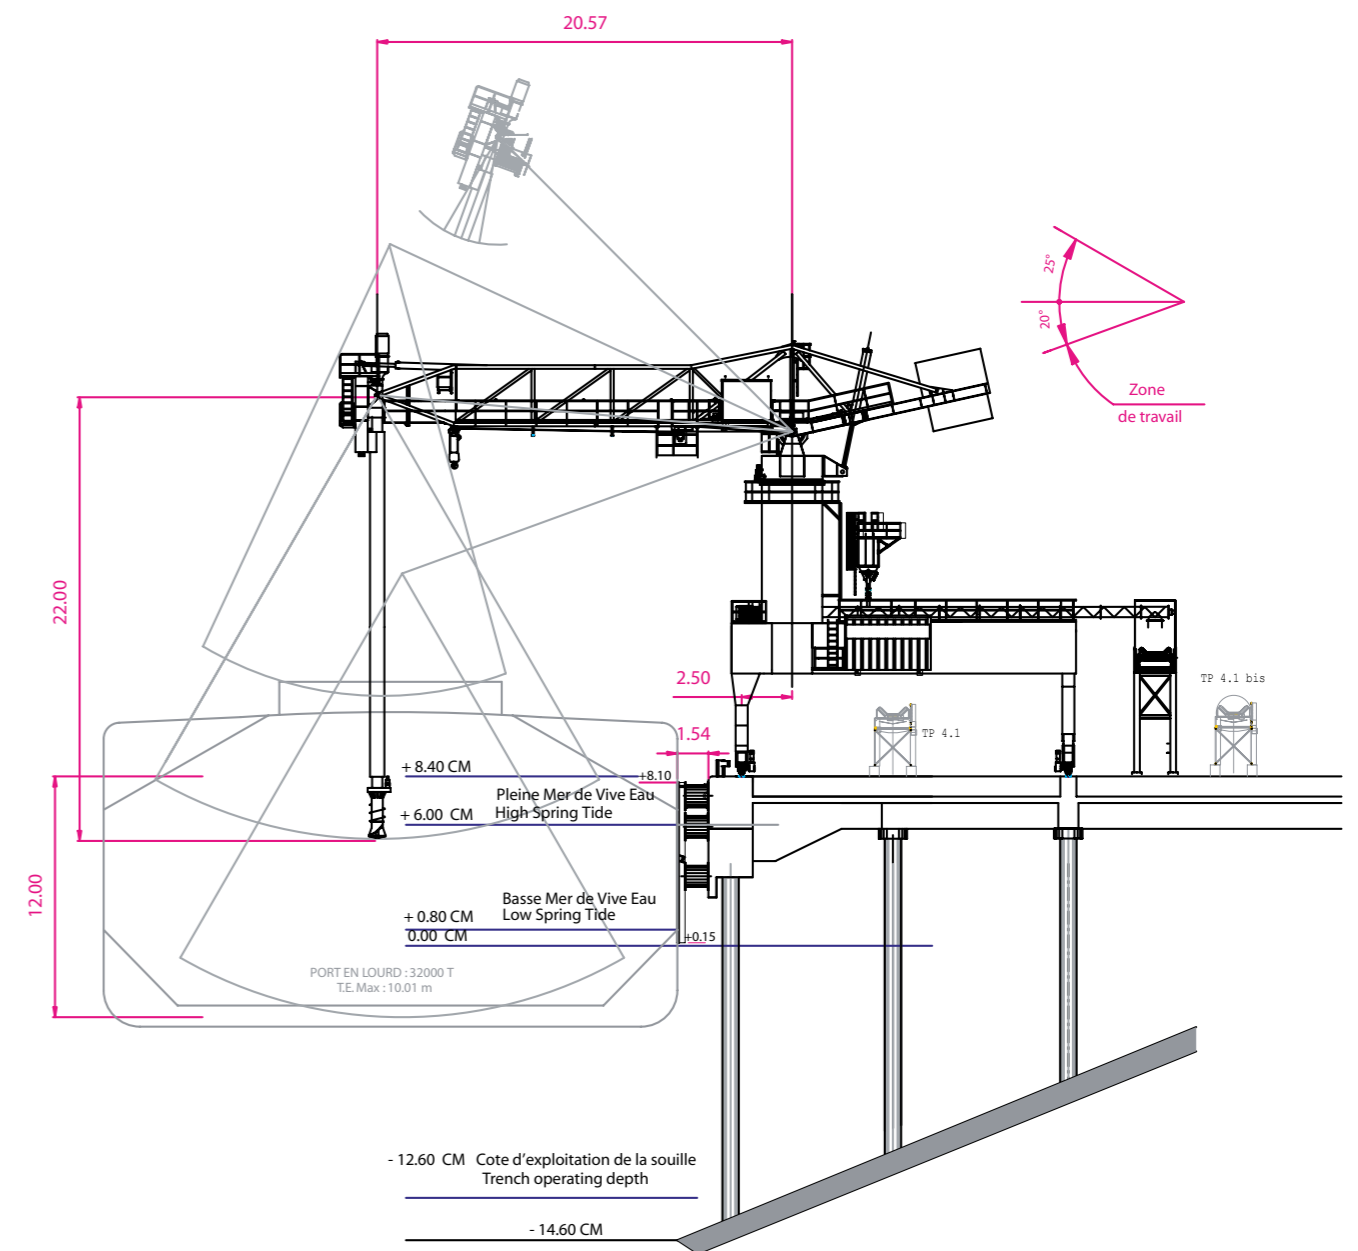 20.57
25°
20°
Zone
de travail
22.00
2.50
TP 4.1 bis
1.54
TP 4.1
+ 8.40 CM
+8.10
Pleine Mer de Vive Eau
+ 6.00 CM
High Spring Tide
12.00
Basse Mer de Vive Eau
+ 0.80 CM
Low Spring Tide
0.00 CM
+0.15
PORT EN LOURD : 32000 T
T.E. Max : 10.01 m
- 12.60 CM Cote d'exploitation de la souille
Trench operating depth
- 14.60 CM